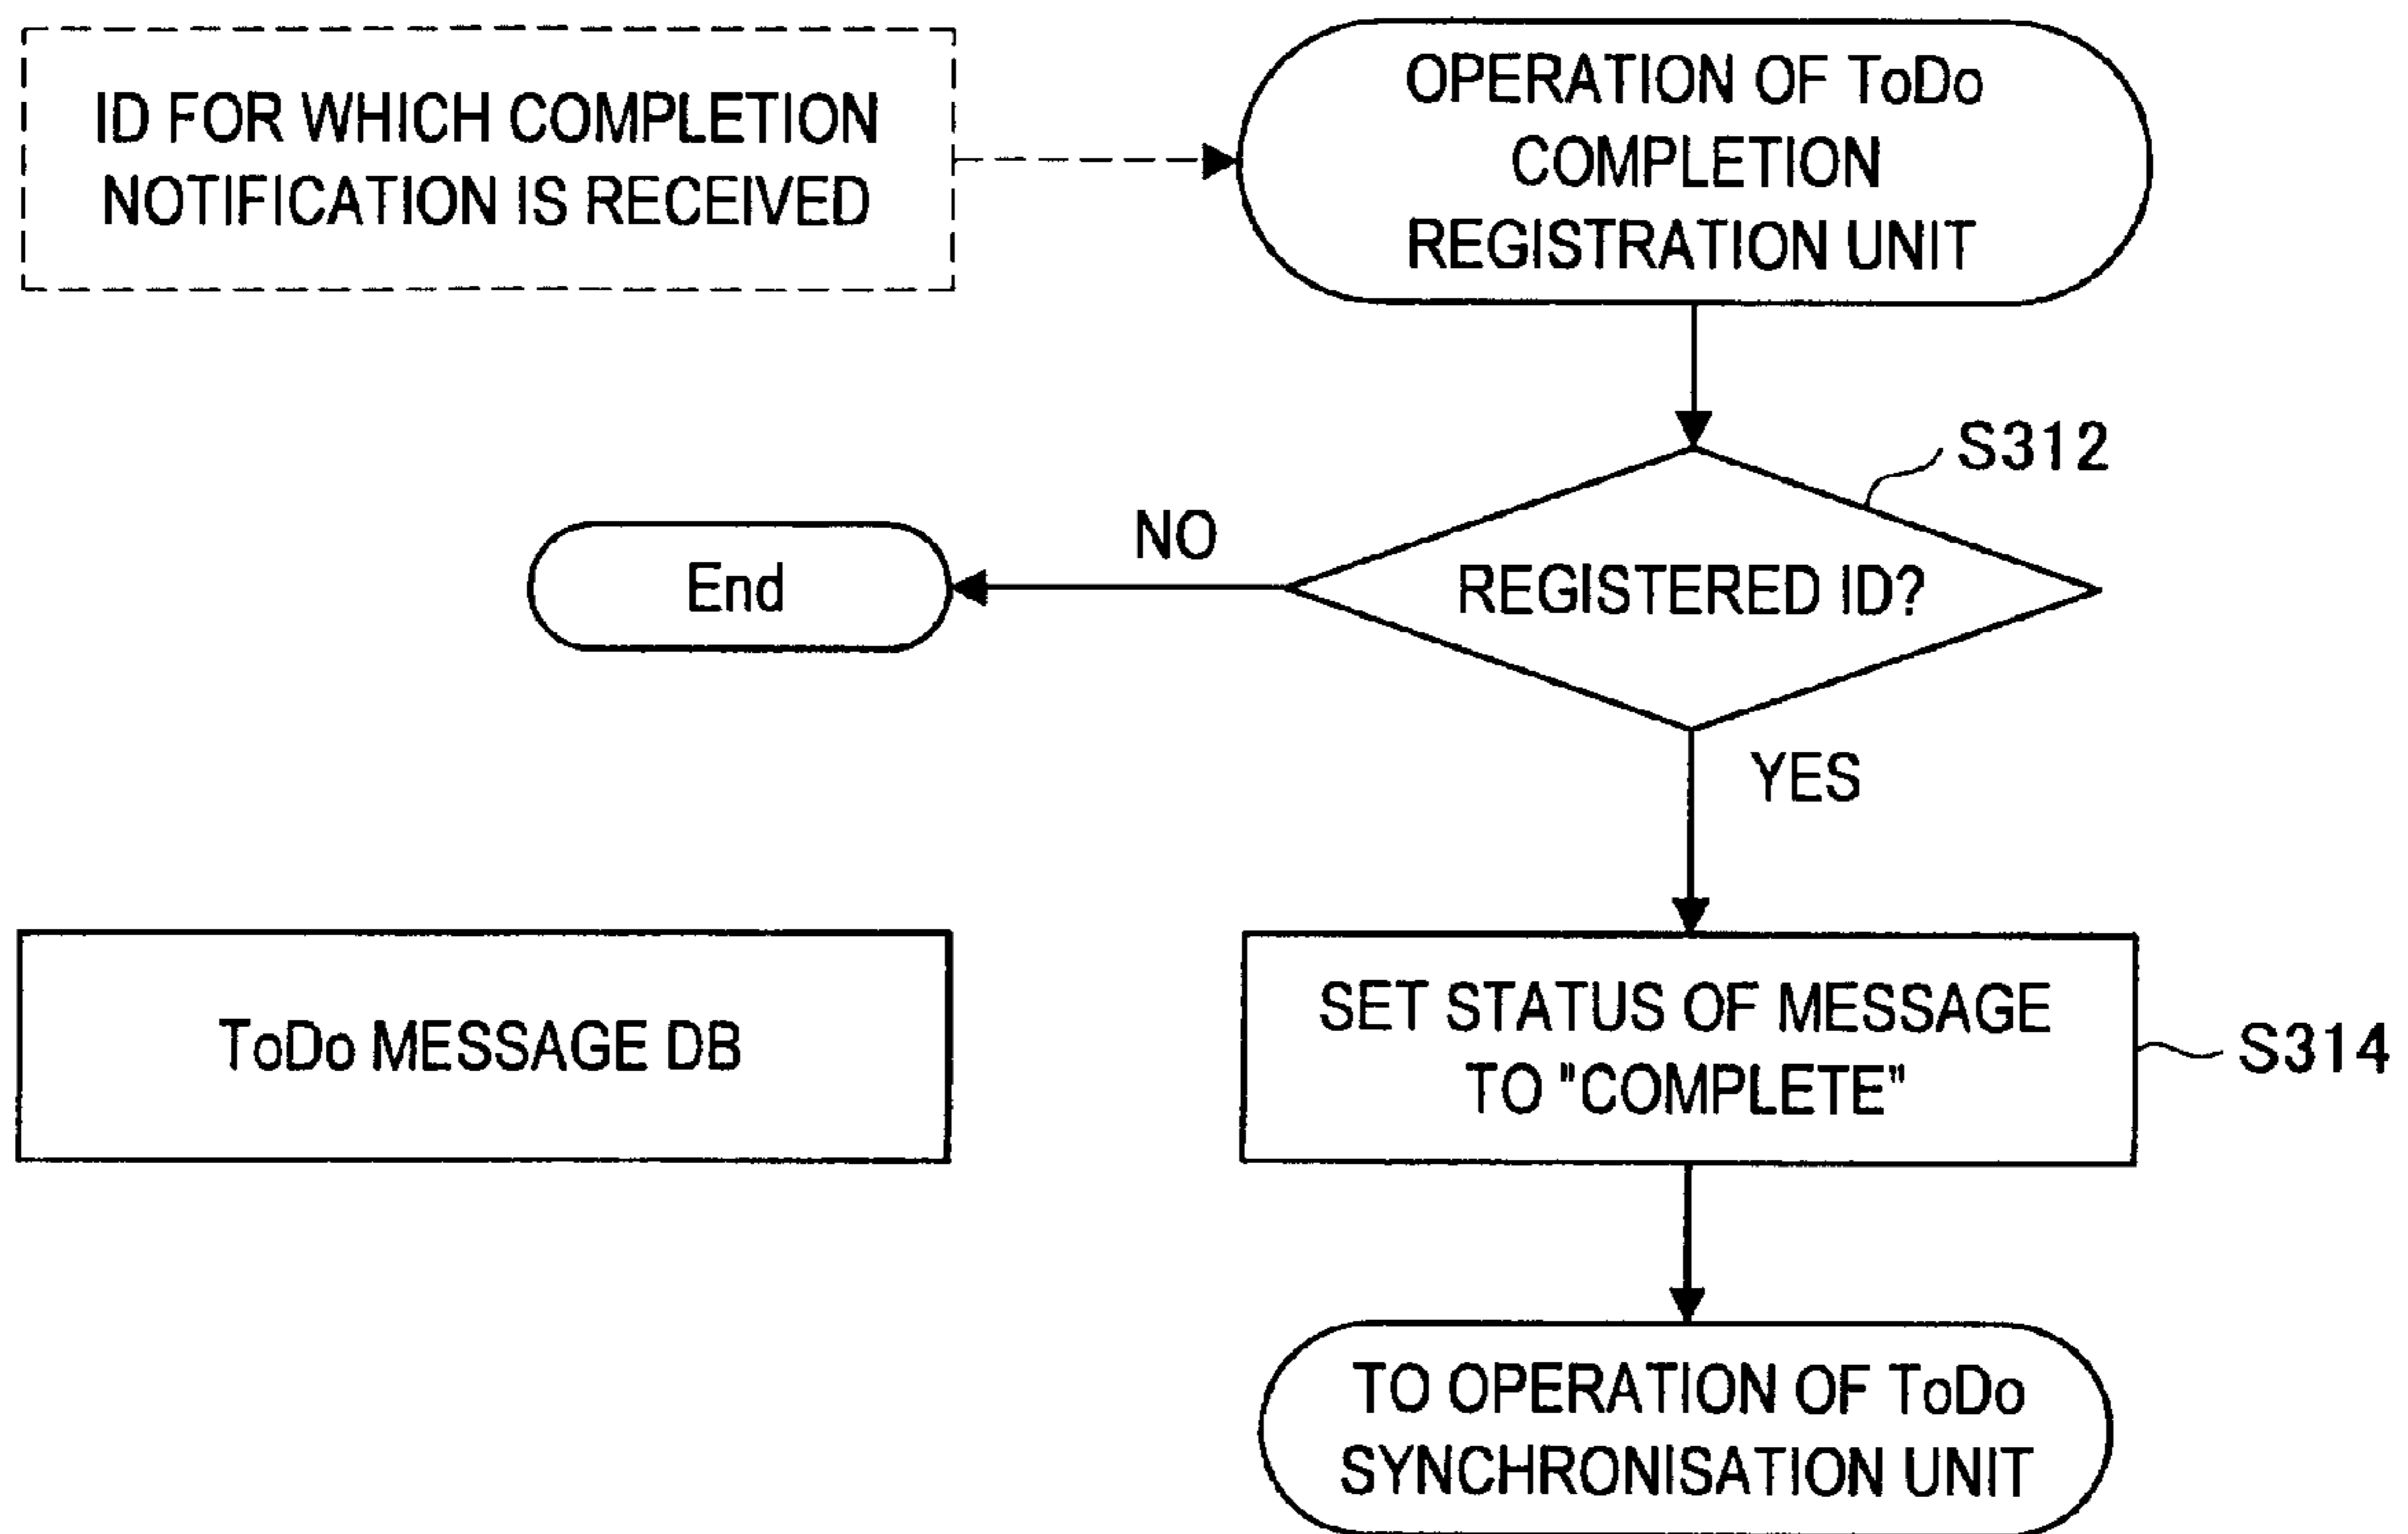 ID FOR WHICH COMPLETION
NOTIFICATION IS RECEIVED
OPERATION OF ToDo
COMPLETION
REGISTRATION UNIT
S312
NO
End
REGISTERED ID?
YES
ToDo MESSAGE DB
SET STATUS OF MESSAGE
TO "COMPLETE"
S314
TO OPERATION OF ToDo
SYNCHRONISATION UNIT